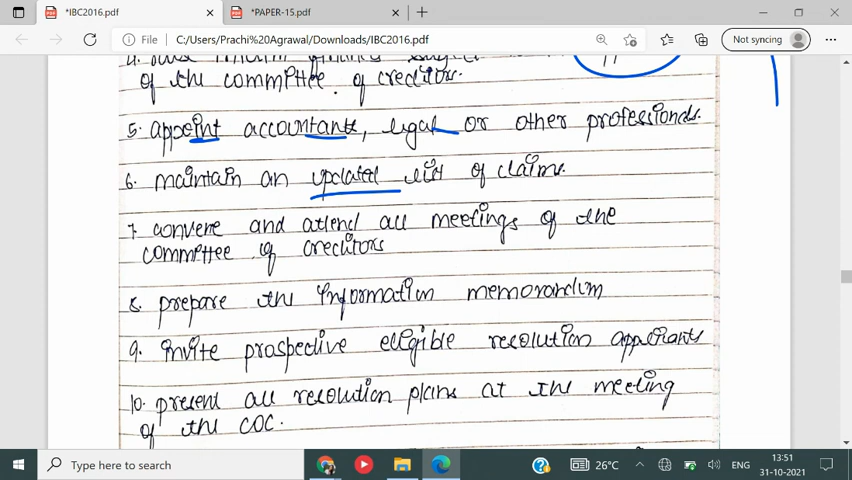 *IBC2016.pdf
*PAPER-15.pdf
File
C:/Users/Prachi%20Agrawal/Downloads/IBC2016.pdf
Not syncing
of the committee of creditors.
5. appoint accountants, legal or other professionals.
6. maintain an updated list of claims.
7. convene and attend all meetings of the
committee of creditors
8. prepare the information memorandum
9. invite prospective eligible resolution applicants
10. present all resolution plans at the meeting
of the COC.
Type here to search
26°C
ENG
13:51
31-10-2021